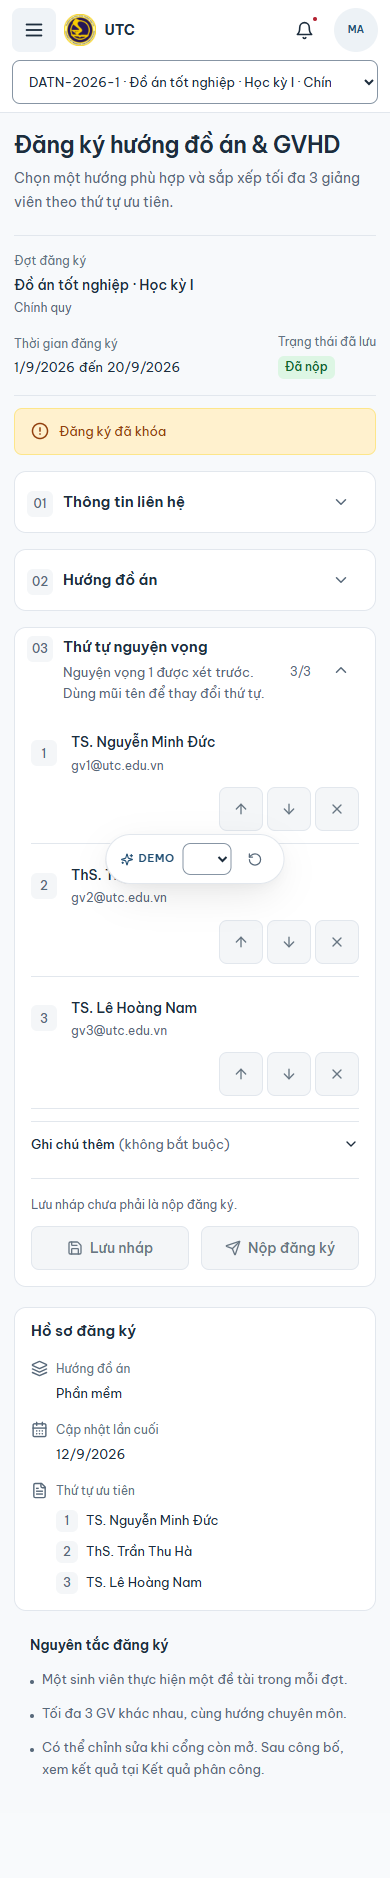 UTC
MA
DATN-2026-1 · Đồ án tốt nghiệp · Học kỳ I · Chín
Đăng ký hướng đồ án & GVHD
Chọn một hướng phù hợp và sắp xếp tối đa 3 giảng
viên theo thứ tự ưu tiên.
Đợt đăng ký
Đồ án tốt nghiệp · Học kỳ I
Chính quy
Thời gian đăng ký
1/9/2026 đến 20/9/2026
Trạng thái đã lưu
Đã nộp
Đăng ký đã khóa
01 Thông tin liên hệ
02 Hướng đồ án
03 Thứ tự nguyện vọng
Nguyện vọng 1 được xét trước.
Dùng mũi tên để thay đổi thứ tự.
3/3
1 TS. Nguyễn Minh Đức
gv1@utc.edu.vn
DEMO
2 ThS.
gv2@utc.edu.vn
3 TS. Lê Hoàng Nam
gv3@utc.edu.vn
Ghi chú thêm (không bắt buộc)
Lưu nháp chưa phải là nộp đăng ký.
Lưu nháp
Nộp đăng ký
Hồ sơ đăng ký
Hướng đồ án
Phần mềm
Cập nhật lần cuối
12/9/2026
Thứ tự ưu tiên
1 TS. Nguyễn Minh Đức
2 ThS. Trần Thu Hà
3 TS. Lê Hoàng Nam
Nguyên tắc đăng ký
Một sinh viên thực hiện một đề tài trong mỗi đợt.
Tối đa 3 GV khác nhau, cùng hướng chuyên môn.
Có thể chỉnh sửa khi cổng còn mở. Sau công bố,
xem kết quả tại Kết quả phân công.